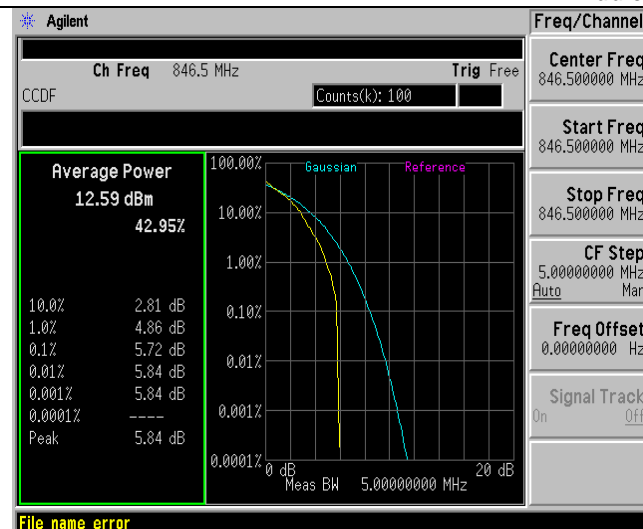 Agilent
Freq/Channel
Ch Freq 846.5 MHz
Trig Free
CCDF
Counts(k): 100
Average Power
12.59 dBm
42.95%
10.0% 2.81 dB
1.0% 4.86 dB
0.1% 5.72 dB
0.01% 5.84 dB
0.001% 5.84 dB
0.0001% ----
Peak 5.84 dB
Gaussian
Reference
100.00%
10.00%
1.00%
0.10%
0.01%
0.001%
0.0001%
0 dB
20 dB
Meas BW 5.00000000 MHz
Center Freq
846.500000 MHz
Start Freq
846.500000 MHz
Stop Freq
846.500000 MHz
CF Step
5.00000000 MHz
Auto Man
Freq Offset
0.00000000 Hz
Signal Track
On Off
File name error